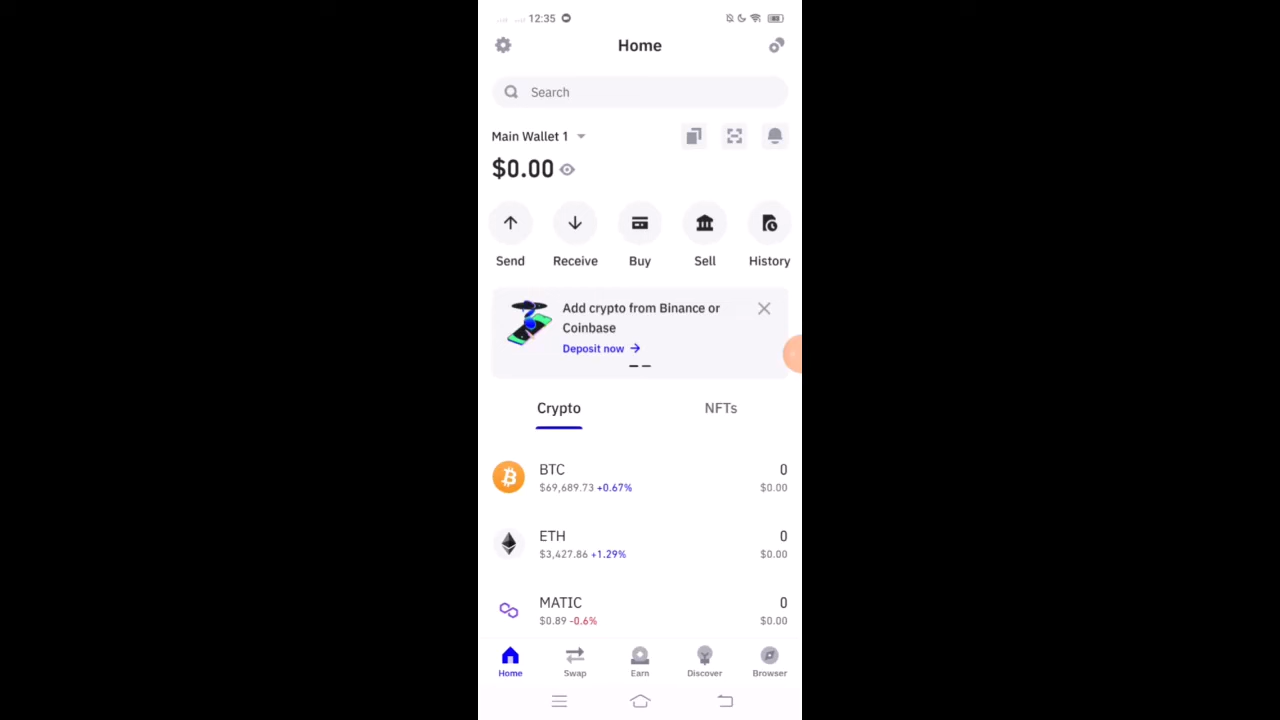 12:35
Home
Search
Main Wallet 1
$0.00
Send Receive Buy Sell History
Add crypto from Binance or
Coinbase
Deposit now →
Crypto NFTs
BTC 0
$69,689.73 +0.67% $0.00
ETH 0
$3,427.86 +1.29% $0.00
MATIC 0
$0.89 -0.6% $0.00
Home Swap Earn Discover Browser